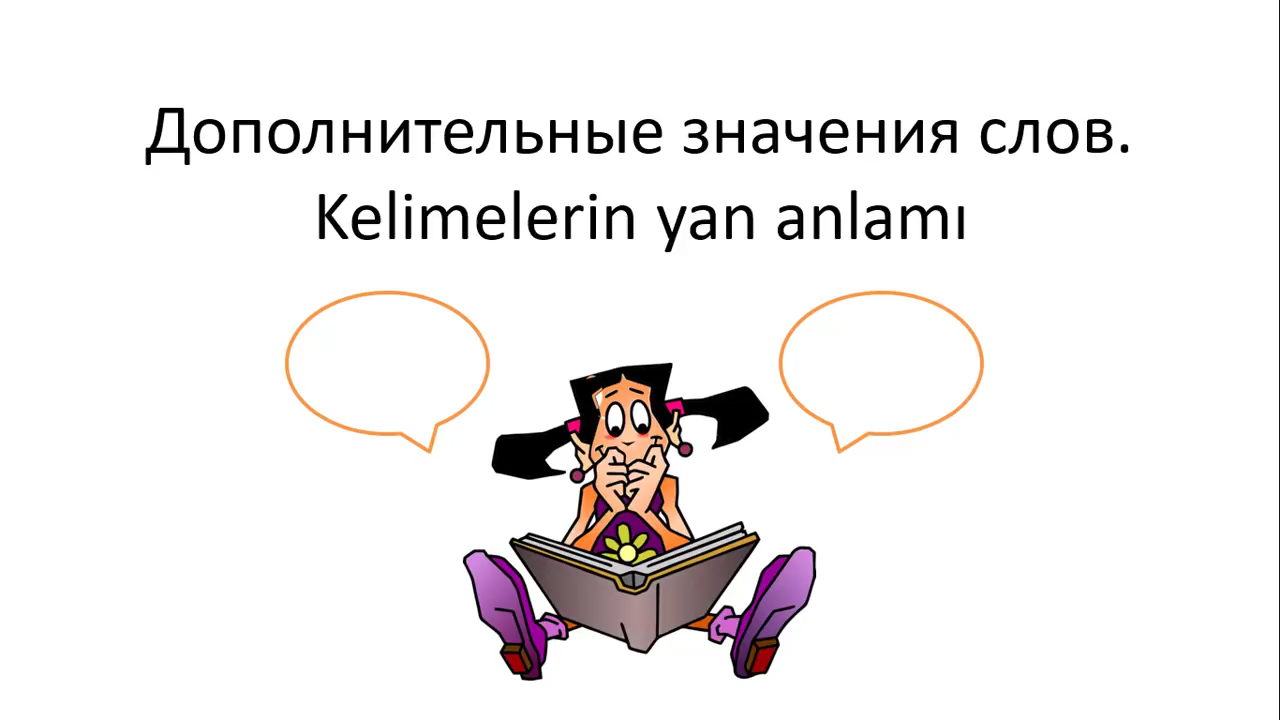 Дополнительные значения слов.
Kelimelerin yan anlamı